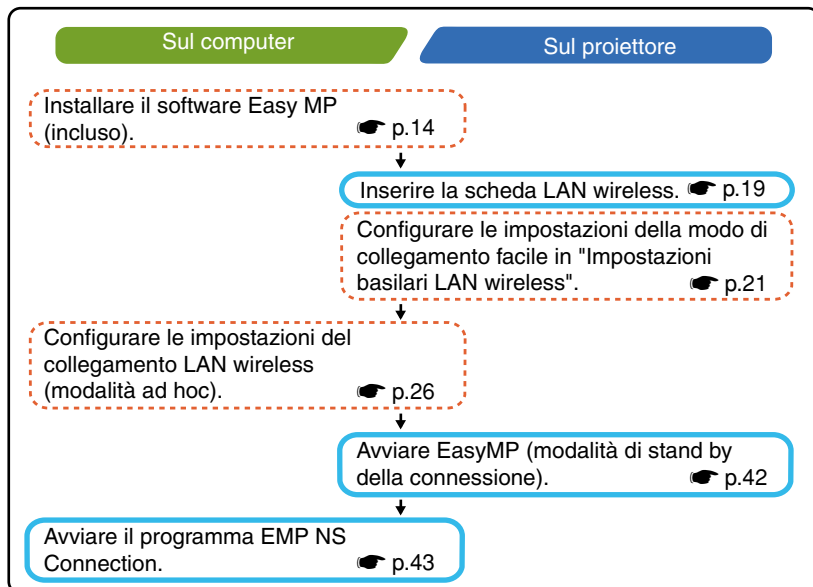 Sul computer
Sul proiettore
Installare il software Easy MP
(incluso). ☛ p.14
Inserire la scheda LAN wireless. ☛ p.19
Configurare le impostazioni della modo di
collegamento facile in "Impostazioni
basilari LAN wireless". ☛ p.21
Configurare le impostazioni del
collegamento LAN wireless
(modalità ad hoc). ☛ p.26
Avviare EasyMP (modalità di stand by
della connessione). ☛ p.42
Avviare il programma EMP NS
Connection. ☛ p.43